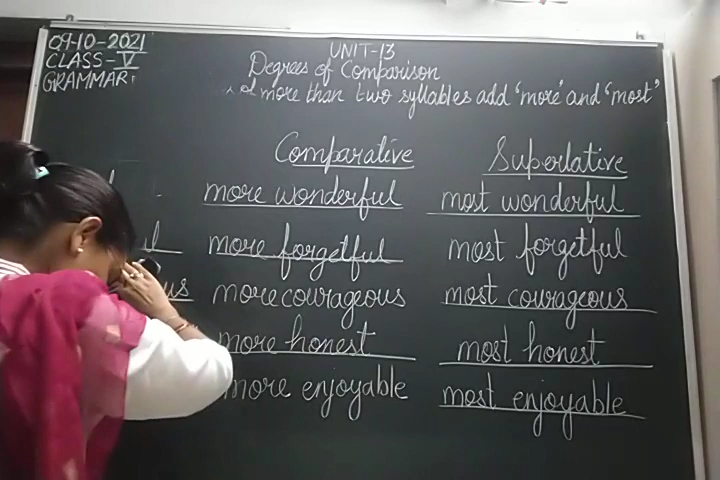 09-10-2021
CLASS-V
GRAMMAR
UNIT-13
Degrees of Comparison
of more than two syllables add 'more' and 'most'
Comparative Superlative
more wonderful most wonderful
more forgetful most forgetful
more courageous most courageous
more honest most honest
more enjoyable most enjoyable